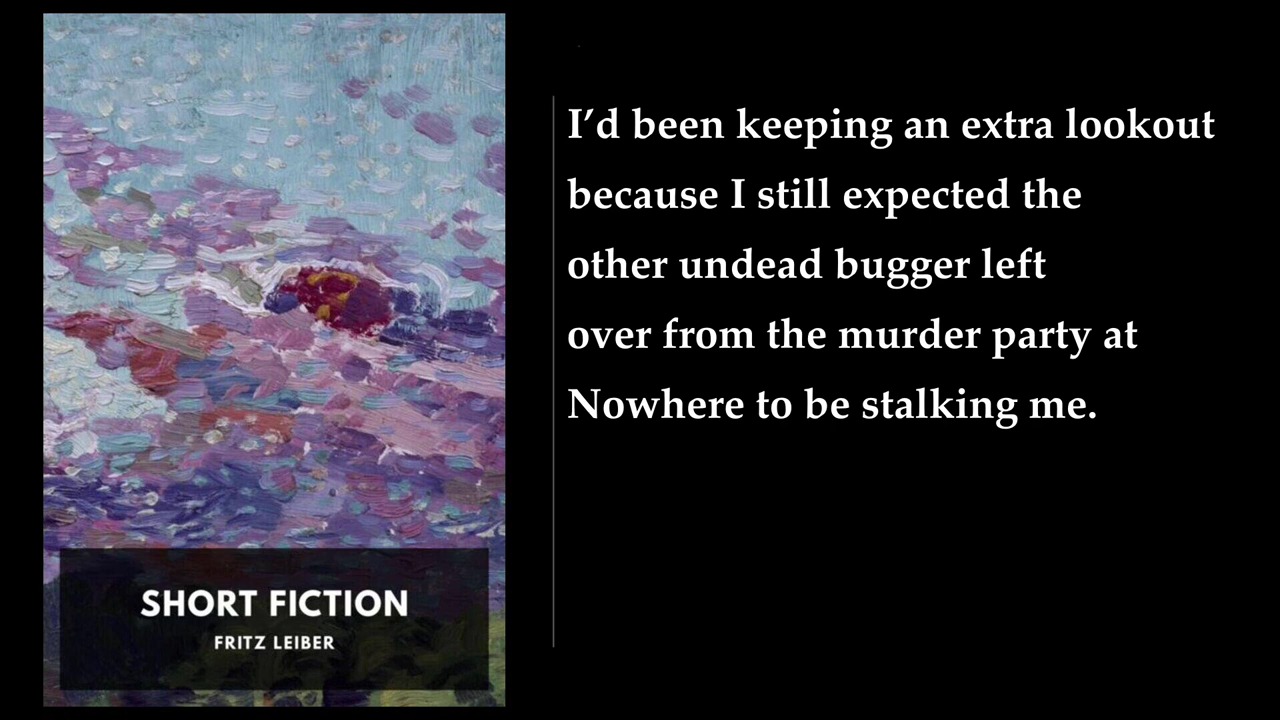 SHORT FICTION
FRITZ LEIBER
I’d been keeping an extra lookout
because I still expected the
other undead bugger left
over from the murder party at
Nowhere to be stalking me.